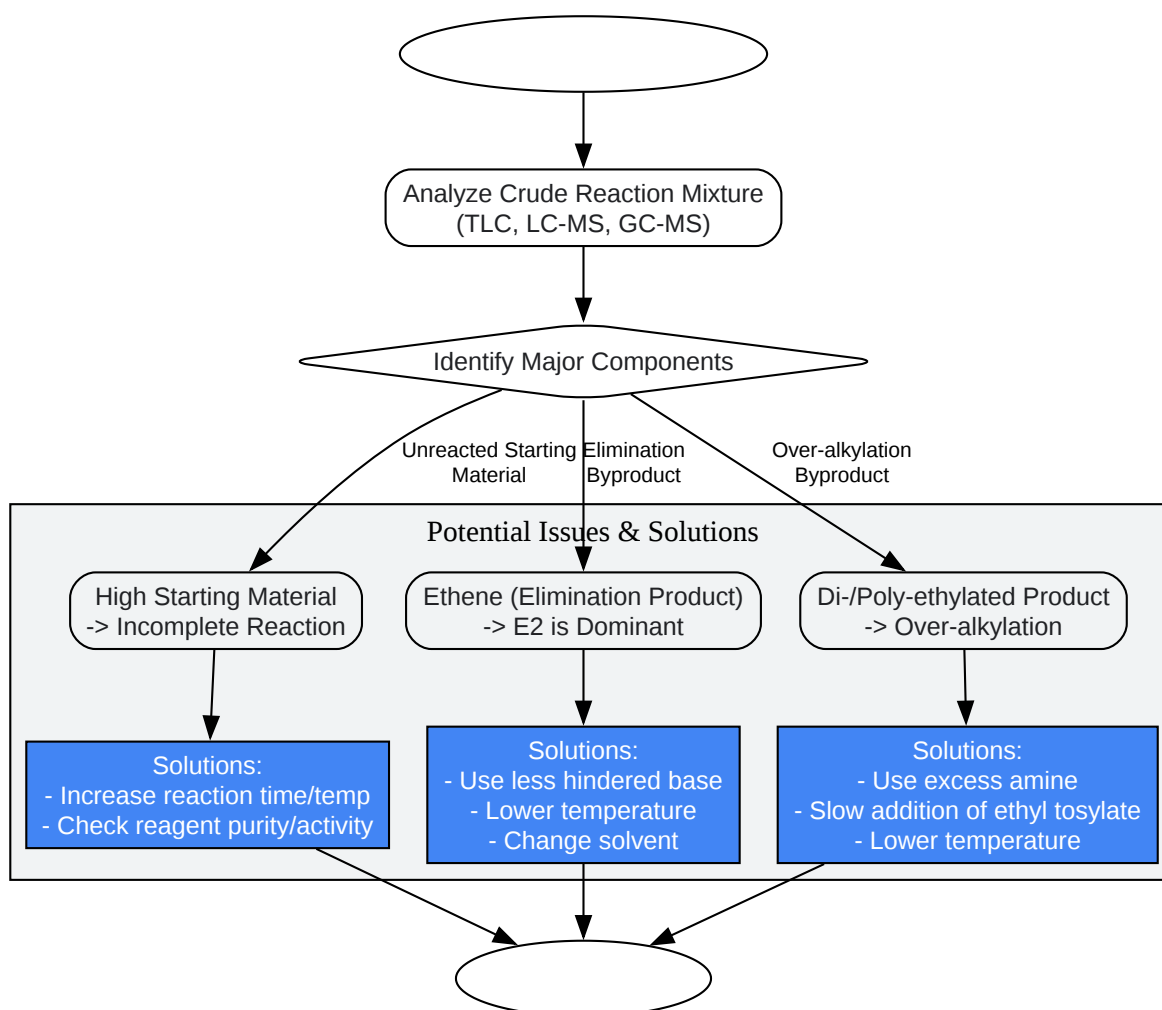 Analyze Crude Reaction Mixture
(TLC, LC-MS, GC-MS)
Identify Major Components
Unreacted Starting
Material
Elimination
Byproduct
Over-alkylation
Byproduct
Potential Issues & Solutions
High Starting Material
-> Incomplete Reaction
Ethene (Elimination Product)
-> E2 is Dominant
Di-/Poly-ethylated Product
-> Over-alkylation
Solutions:
- Increase reaction time/temp
- Check reagent purity/activity
Solutions:
- Use less hindered base
- Lower temperature
- Change solvent
Solutions:
- Use excess amine
- Slow addition of ethyl tosylate
- Lower temperature